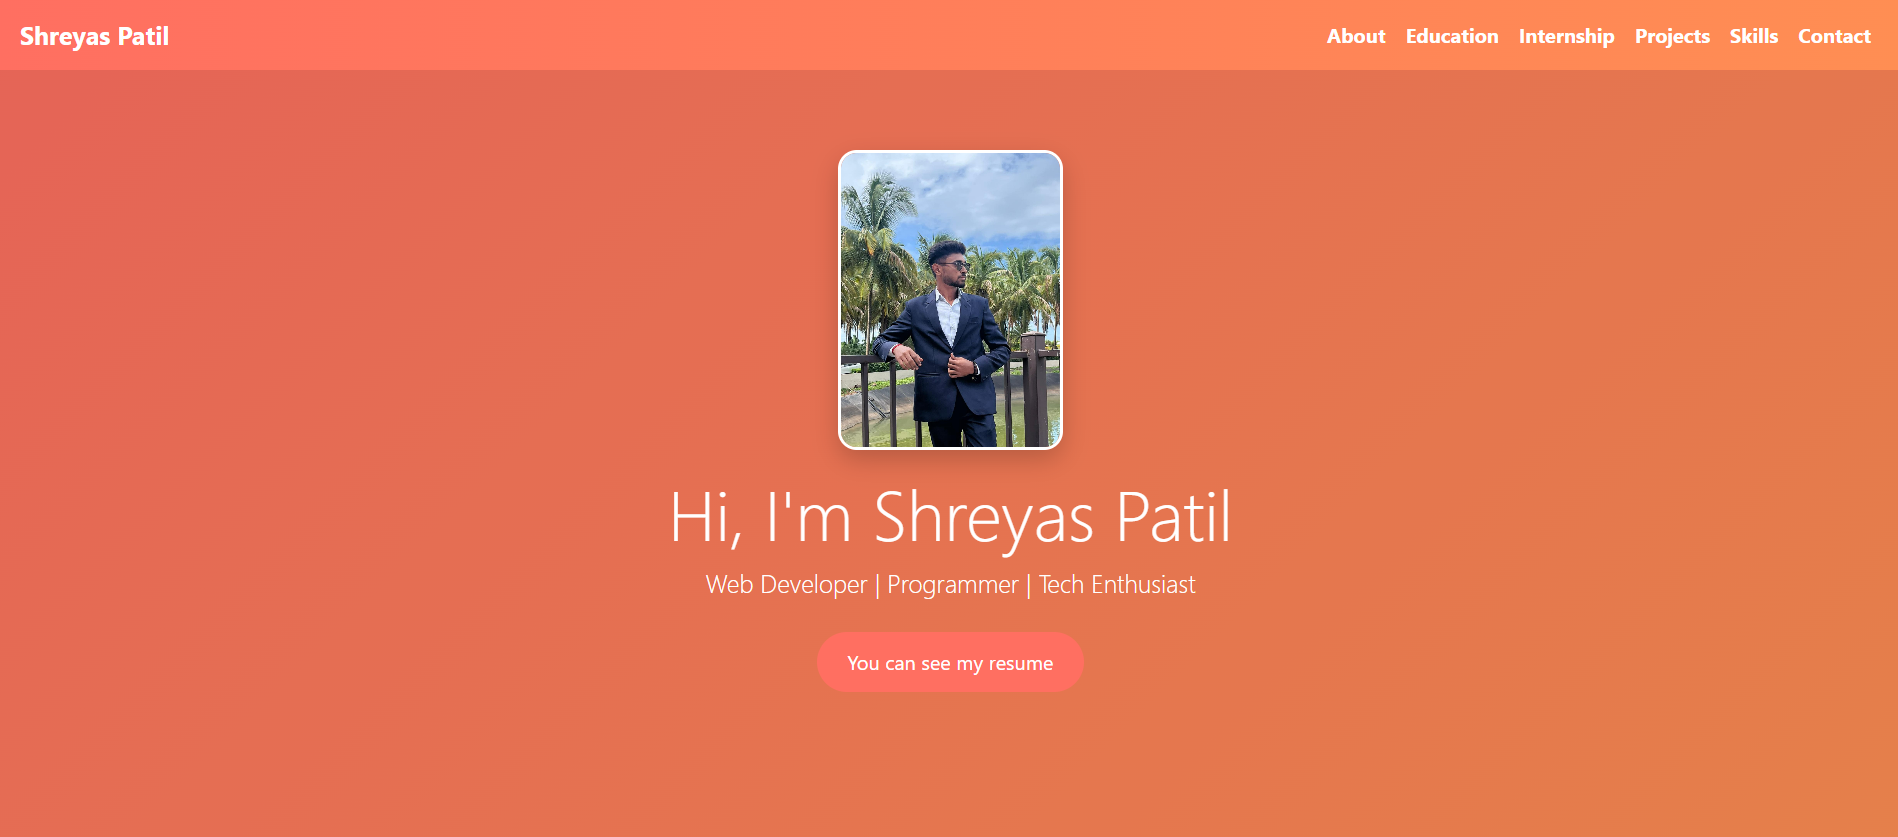 Shreyas Patil
About Education Internship Projects Skills Contact
Hi, I'm Shreyas Patil
Web Developer | Programmer | Tech Enthusiast
You can see my resume